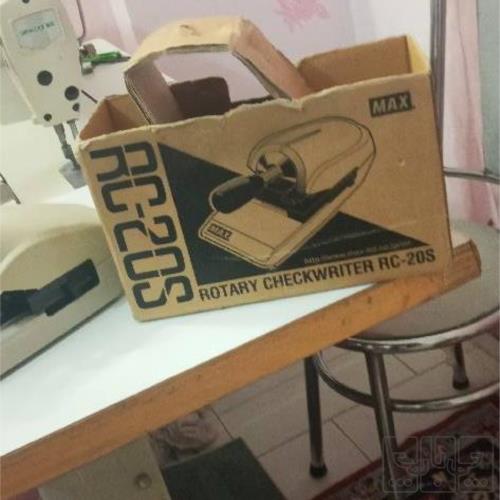 MAX
RC-20S
MAX
ROTARY CHECKWRITER RC-20S